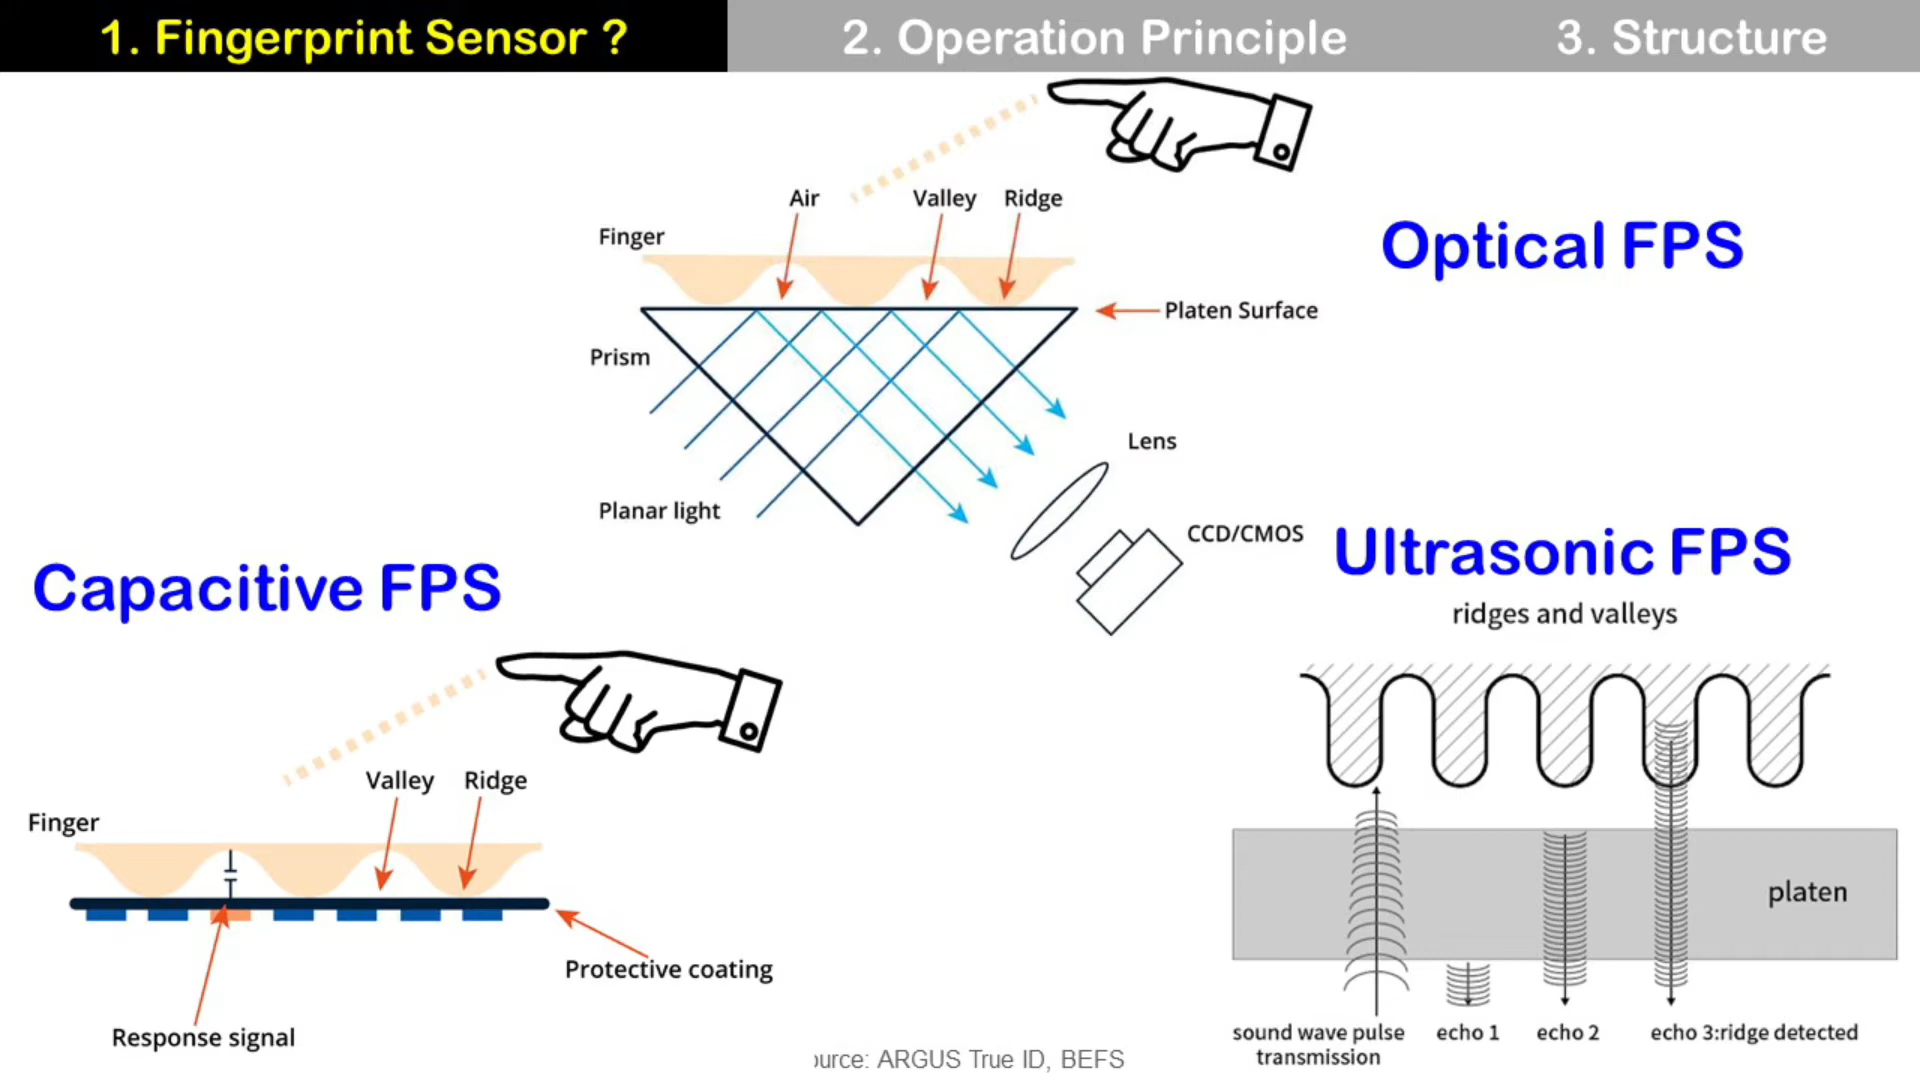 1. Fingerprint Sensor ?
2. Operation Principle
3. Structure
Air
Valley
Ridge
Finger
Optical FPS
Platen Surface
Prism
Lens
Planar light
CCD/CMOS
Ultrasonic FPS
ridges and valleys
Capacitive FPS
Valley
Ridge
Finger
platen
Protective coating
Response signal
sound wave pulse
transmission
echo 1
echo 2
echo 3:ridge detected
ARGUS True ID, BEFS